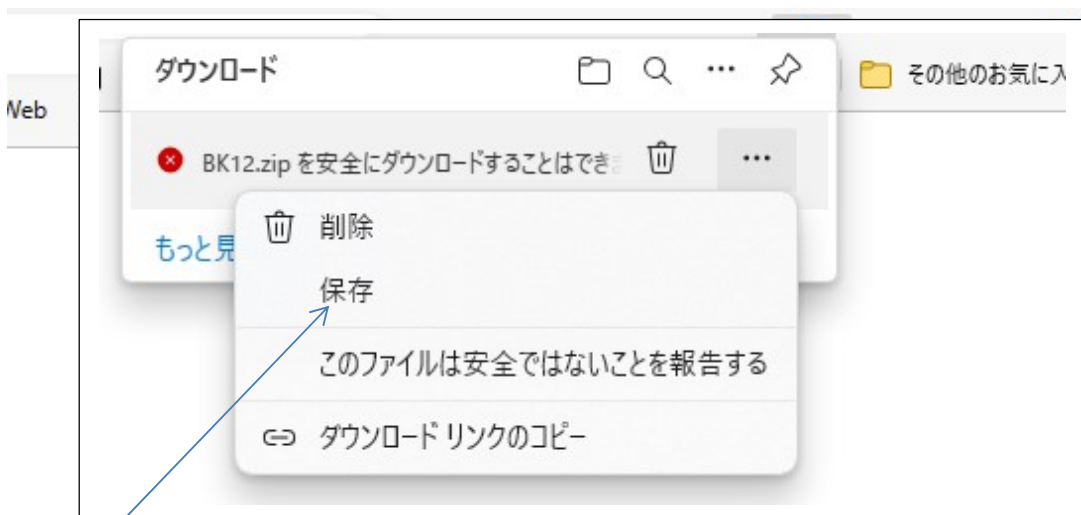 ダウンロード
その他のお気に入
Web
BK12.zip を安全にダウンロードすることはでき
もっと見
削除
保存
このファイルは安全ではないことを報告する
ダウンロード リンクのコピー